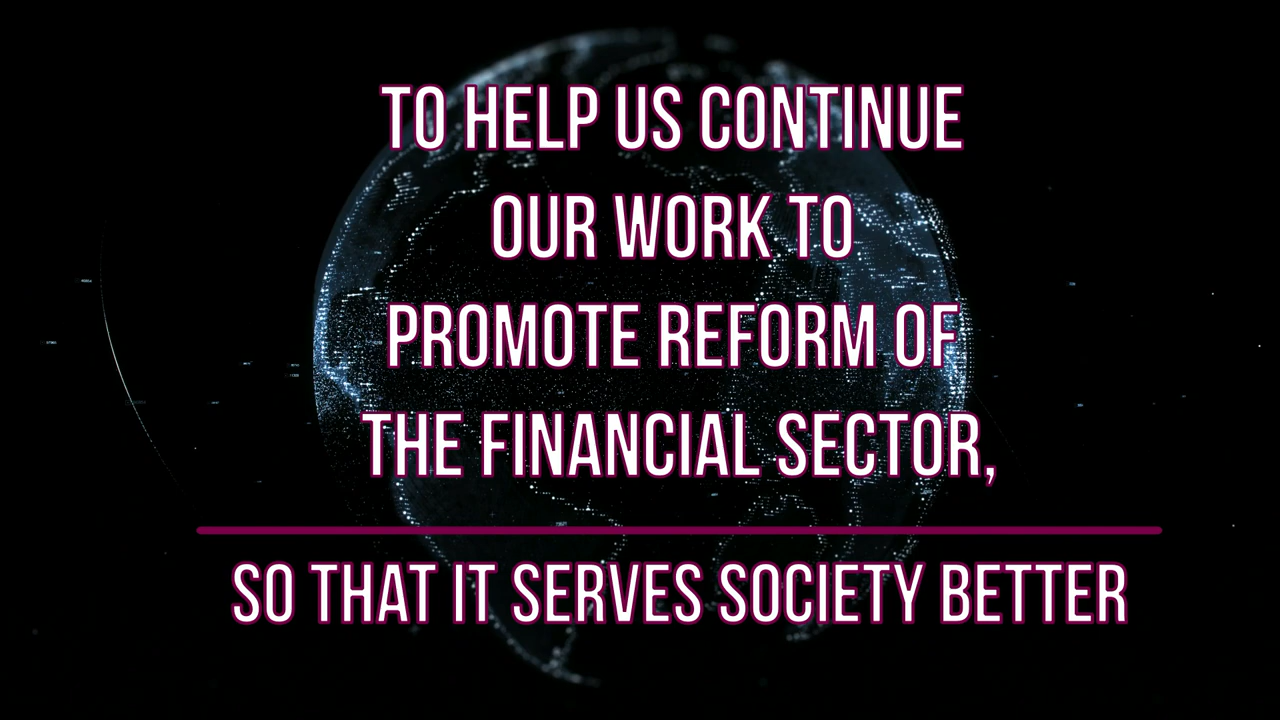 TO HELP US CONTINUE
OUR WORK TO
PROMOTE REFORM OF
THE FINANCIAL SECTOR,
SO THAT IT SERVES SOCIETY BETTER